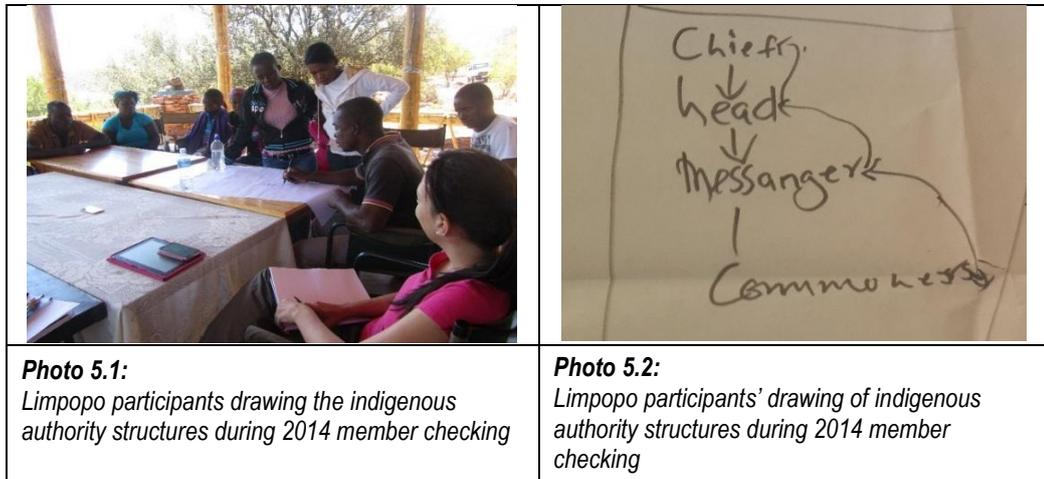 Chiefs
head
Messanger
Commoners
Photo 5.1:
Limpopo participants drawing the indigenous
authority structures during 2014 member checking
Photo 5.2:
Limpopo participants' drawing of indigenous
authority structures during 2014 member
checking